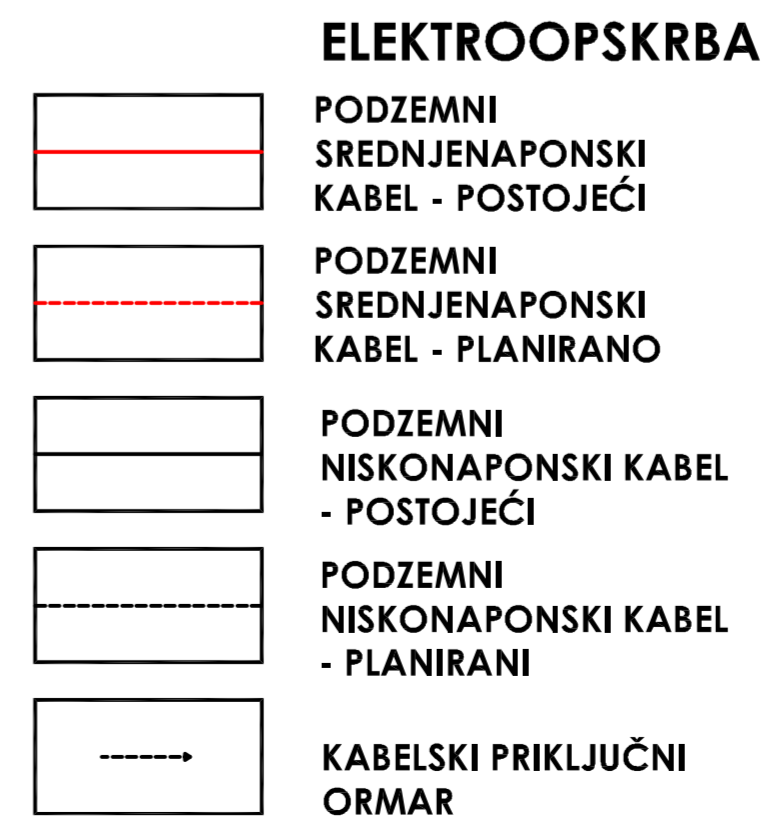 ELEKTROOPSKRBA
PODZEMNI
SREDNJENAPONSKI
KABEL - POSTOJEĆI
PODZEMNI
SREDNJENAPONSKI
KABEL - PLANIRANO
PODZEMNI
NISKONAPONSKI KABEL
- POSTOJEĆI
PODZEMNI
NISKONAPONSKI KABEL
- PLANIRANI
KABELSKI PRIKLJUČNI
ORMAR